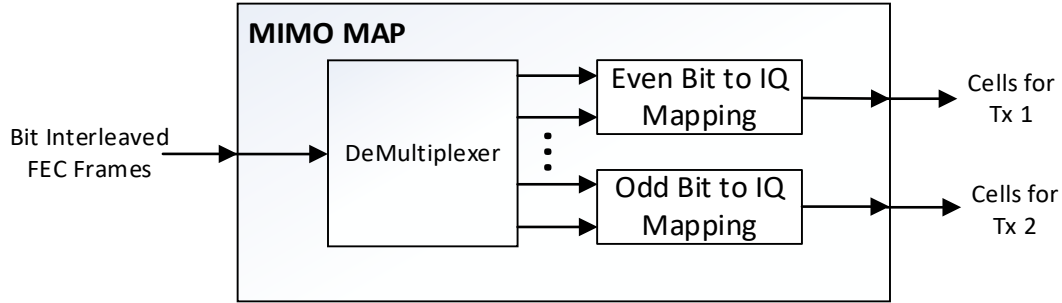 MIMO MAP
Bit Interleaved
FEC Frames
DeMultiplexer
Even Bit to IQ
Mapping
Odd Bit to IQ
Mapping
Cells for
Tx 1
Cells for
Tx 2